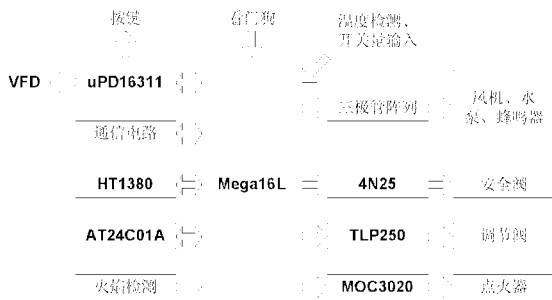 按键
看门狗
温度检测、
开关量输入
VFD
uPD16311
三极管阵列
风机、水
泵、蜂鸣器
通信电路
HT1380
Mega16L
4N25
安全阀
AT24C01A
TLP250
调节阀
火焰检测
MOC3020
点火器